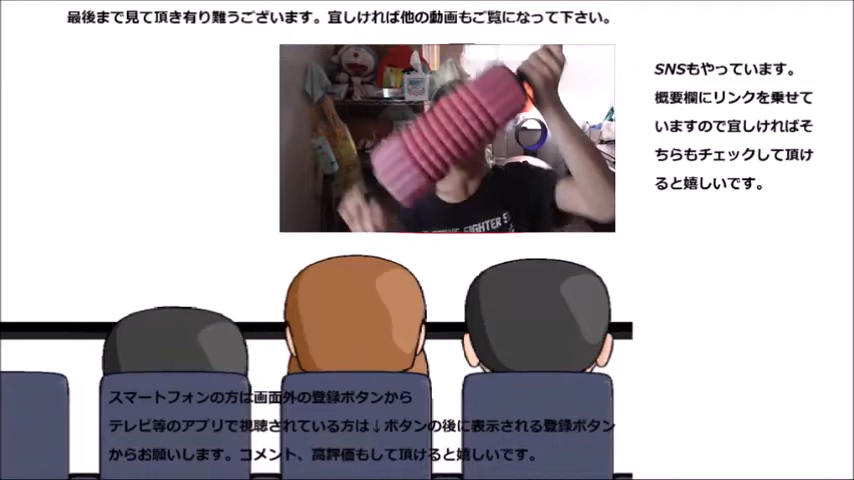 最後まで見て頂き有り難うございます。宜しければ他の動画もご覧になって下さい。
SNSもやっています。
概要欄にリンクを乗せて
いますので宜しければそ
ちらもチェックして頂け
ると嬉しいです。
FIGHTER
スマートフォンの方は画面外の登録ボタンから
テレビ等のアプリで視聴されている方は↓ボタンの後に表示される登録ボタン
からお願いします。コメント、高評価もして頂けると嬉しいです。